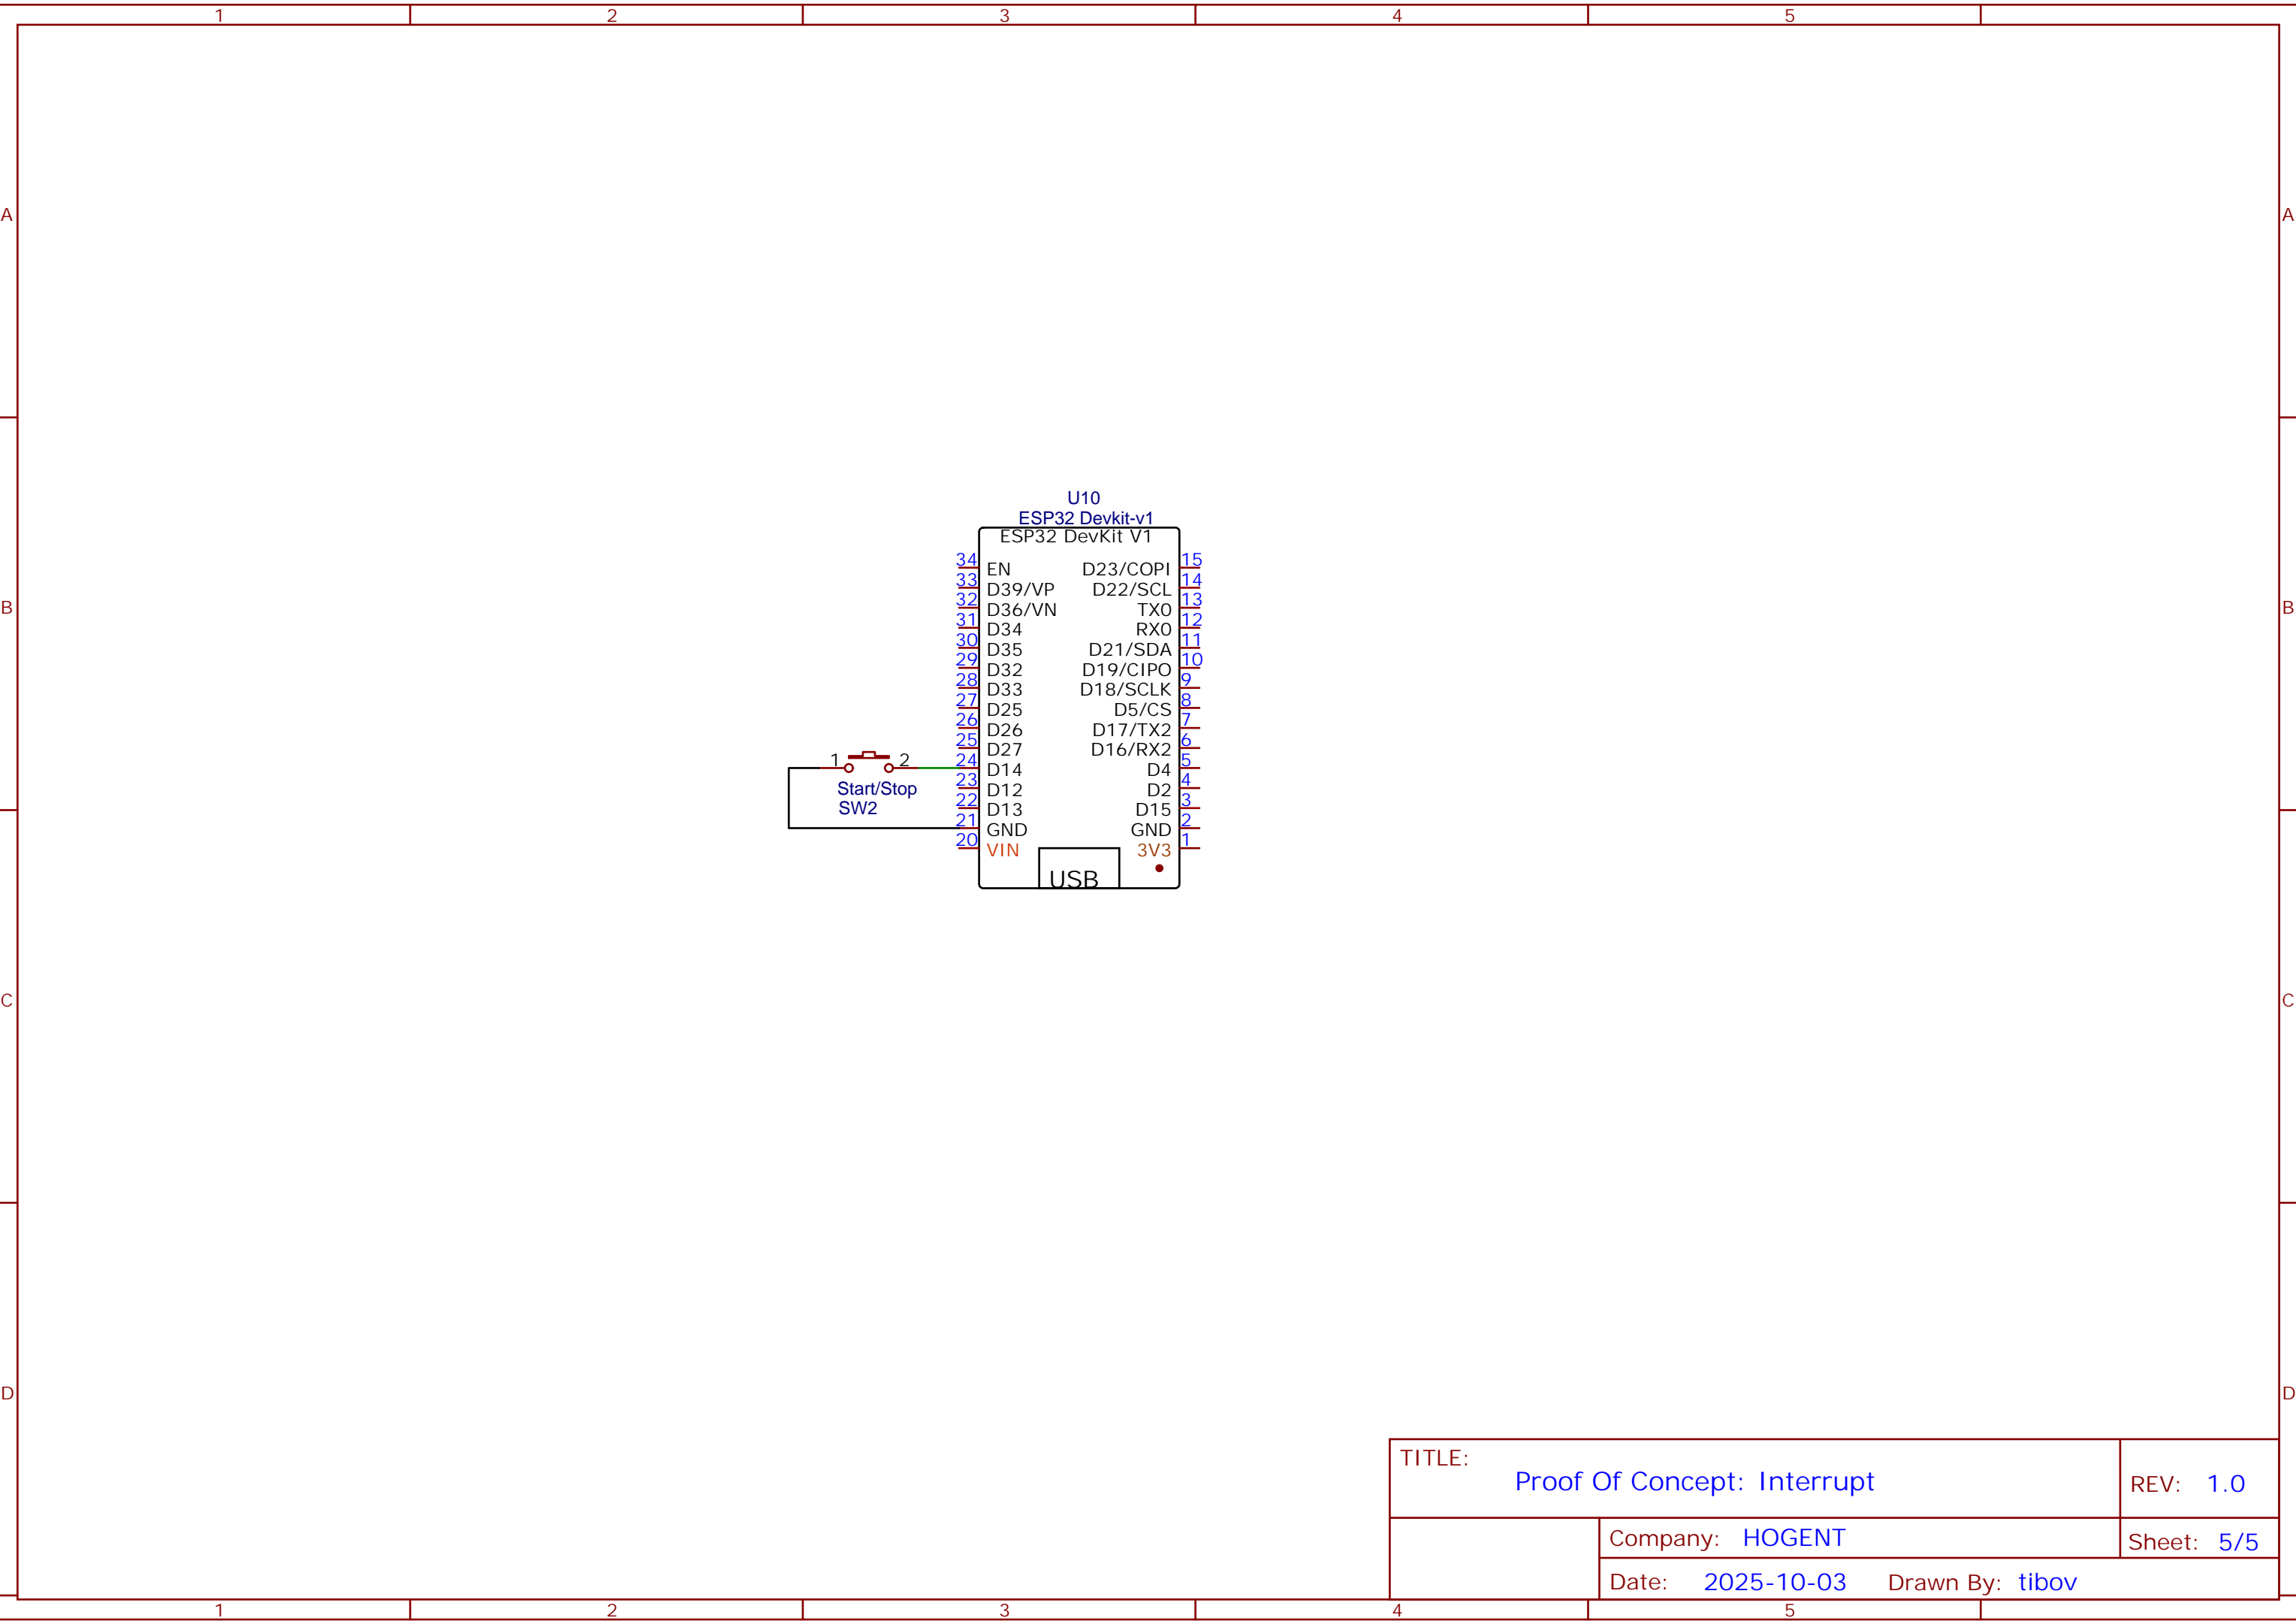 1 2 3 4 5
A A
U10
ESP32 Devkit-v1
ESP32 DevKit V1
34 EN D23/COPI 15
33 D39/VP D22/SCL 14
B 32 D36/VN TX0 13 B
31 D34 RX0 12
30 D35 D21/SDA 11
29 D32 D19/CIPO 10
28 D33 D18/SCLK 9
27 D25 D5/CS 8
26 D26 D17/TX2 7
25 D27 D16/RX2 6
1 2 24 D14 D4 5
Start/Stop 23 D12 D2 4
SW2 22 D13 D15 3
21 GND GND 2
20 VIN 3V3 1
USB
C C
D D
TITLE:
Proof Of Concept: Interrupt
REV: 1.0
Company: HOGENT
Sheet: 5/5
Date: 2025-10-03 Drawn By: tibov
1 2 3 4 5